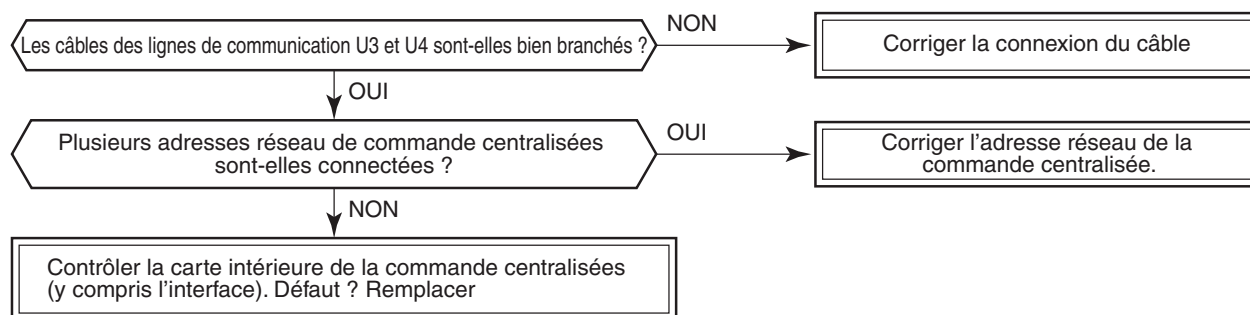 Les câbles des lignes de communication U3 et U4 sont-elles bien branchés ?
NON
Corriger la connexion du câble
OUI
Plusieurs adresses réseau de commande centralisées
sont-elles connectées ?
OUI
Corriger l’adresse réseau de la
commande centralisée.
NON
Contrôler la carte intérieure de la commande centralisées
(y compris l’interface). Défaut ? Remplacer